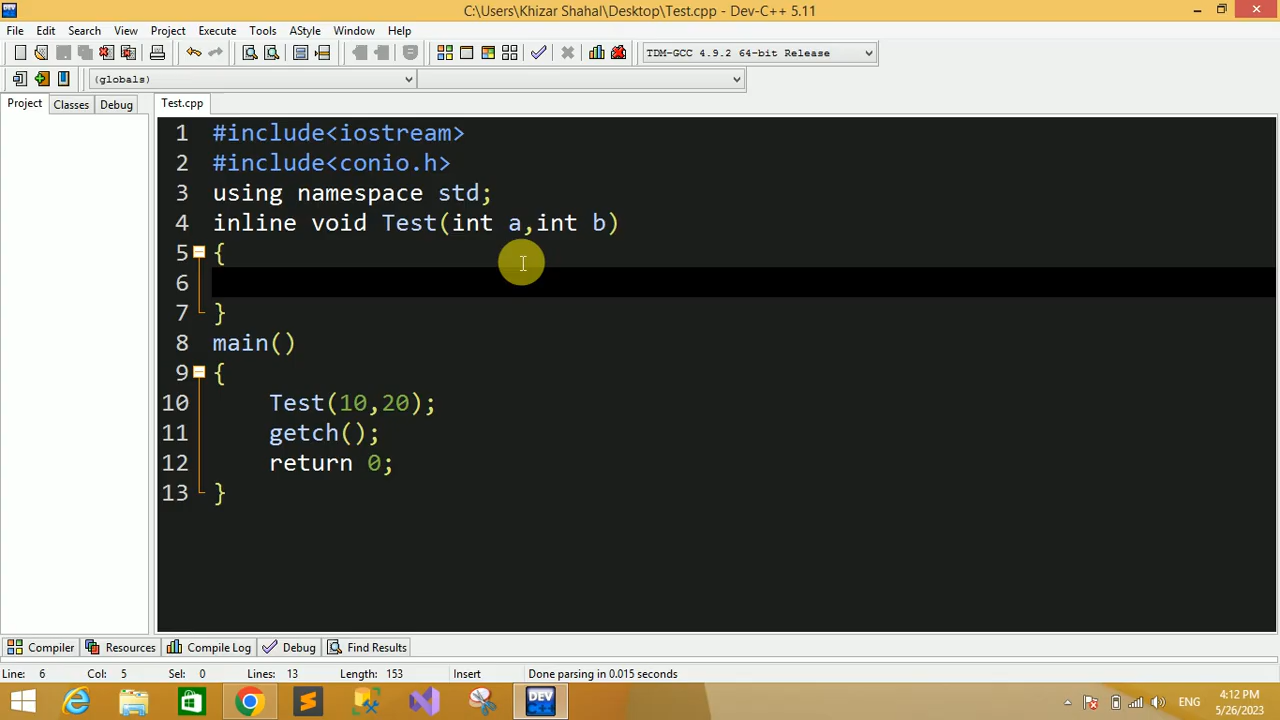 C:\Users\Khizar Shahal\Desktop\Test.cpp - Dev-C++ 5.11
File Edit Search View Project Execute Tools AStyle Window Help
TDM-GCC 4.9.2 64-bit Release
(globals)
Project Classes Debug Test.cpp
1 #include<iostream>
2 #include<conio.h>
3 using namespace std;
4 inline void Test(int a,int b)
5 {
6
7 }
8 main()
9 {
10 Test(10,20);
11 getch();
12 return 0;
13 }
Compiler Resources Compile Log Debug Find Results
Line: 6 Col: 5 Sel: 0 Lines: 13 Length: 153 Insert Done parsing in 0.015 seconds
DEV C++ ENG 4:12 PM
5/26/2023